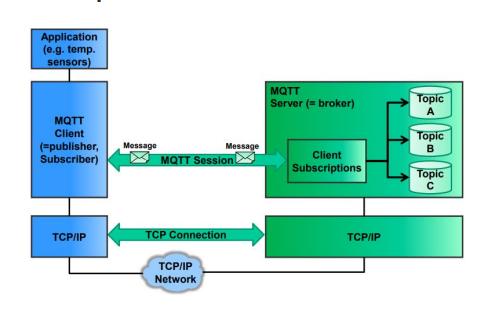 Application
(e.g. temp.
sensors)
MQTT
Client
(=publisher,
Subscriber)
Message
Message
MQTT Session
MQTT
Server (= broker)
Client
Subscriptions
Topic
A
Topic
B
Topic
C
TCP/IP
TCP Connection
TCP/IP
TCP/IP
Network